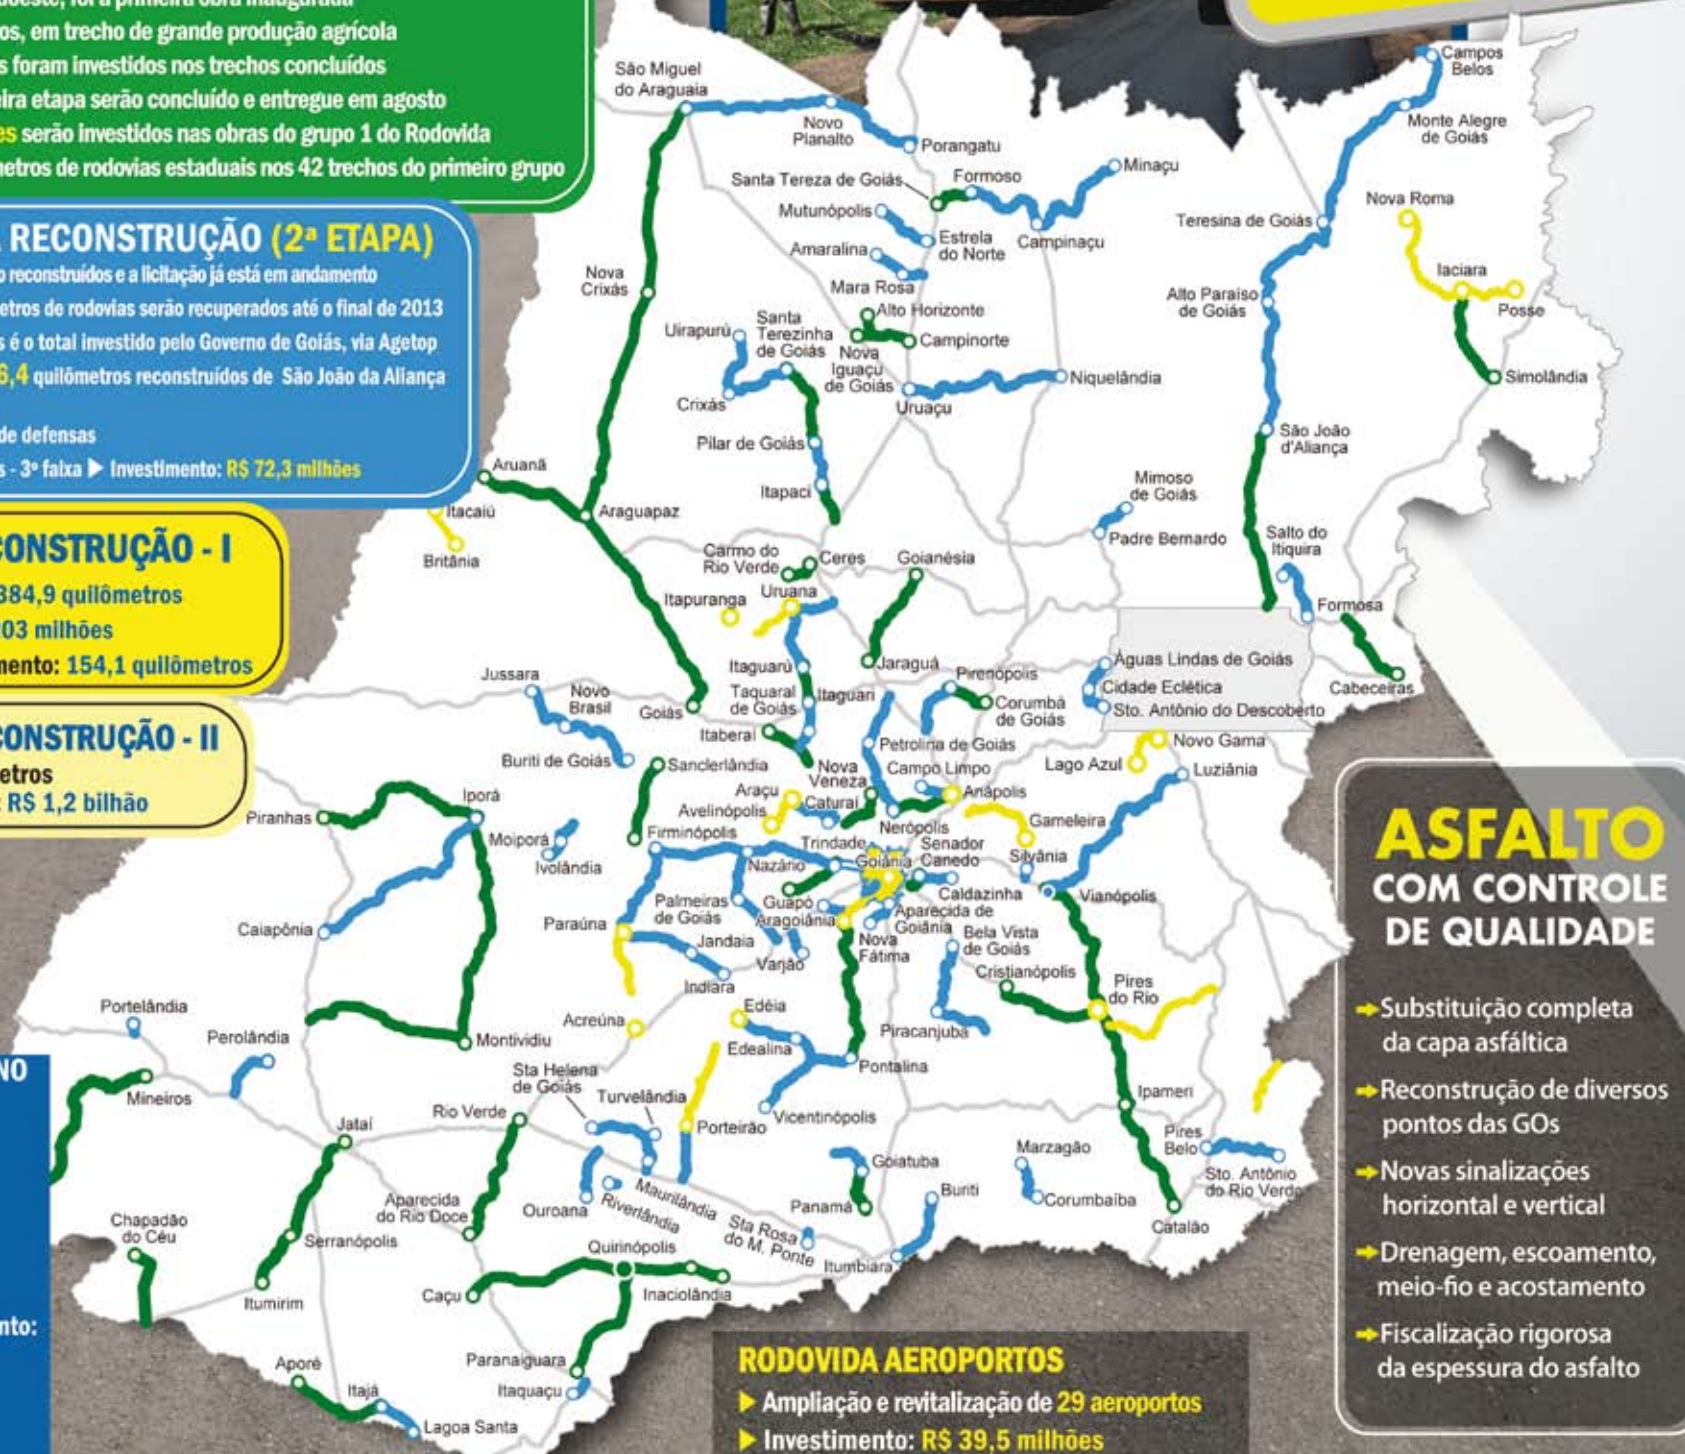 doeste, foi a primeira obra inaugurada
os, em trecho de grande produção agrícola
s foram investidos nos trechos concluídos
eira etapa serão concluído e entregue em agosto
es serão investidos nas obras do grupo 1 do Rodovida
metros de rodovias estaduais nos 42 trechos do primeiro grupo
RECONSTRUÇÃO (2ª ETAPA)
o reconstruídos e a licitação já está em andamento
etros de rodovias serão recuperados até o final de 2013
s é o total investido pelo Governo de Goiás, via Agetop
6,4 quilômetros reconstruídos de São João da Aliança
de defensas
s - 3º faixa ▶ Investimento: R$ 72,3 milhões
CONSTRUÇÃO - I
384,9 quilômetros
03 milhões
mento: 154,1 quilômetros
CONSTRUÇÃO - II
etros
: R$ 1,2 bilhão
NO
nto:
São Miguel
do Araguaia
Novo
Planalto
Porangatu
Santa Tereza de Goiás
Formoso
Minaçu
Mutunópolis
Estrela
do Norte
Campinaçu
Amaralina
Mara Rosa
Nova
Crixás
Alto Horizonte
Campinorte
Nova
Iguaçu
de Goiás
Uirapurú
Santa
Terezinha
de Goiás
Crixás
Uruaçu
Niquelândia
Pilar de Goiás
Itapaci
Campos
Belos
Monte Alegre
de Goiás
Teresina de Goiás
Nova Roma
Iaciara
Posse
Simolândia
Alto Paraíso
de Goiás
São João
d'Aliança
Mimoso
de Goiás
Padre Bernardo
Salto do
Itiquira
Formosa
Cabeceiras
Aruanã
Araguapaz
Itacaiú
Britânia
Carmo do
Rio Verde
Ceres
Goianésia
Itapuranga
Uruana
Jaraguá
Itaguarú
Taquaral
de Goiás
Itaguari
Pirenópolis
Corumbá
de Goiás
Águas Lindas de Goiás
Cidade Eclética
Sto. Antônio do Descoberto
Jussara
Novo
Brasil
Goiás
Itaberaí
Buriti de Goiás
Sanclerlândia
Petrolina de Goiás
Nova
Veneza
Campo Limpo
Anápolis
Lago Azul
Novo Gama
Luziânia
Araçu
Avelinópolis
Caturaí
Nerópolis
Gameleira
Piranhas
Iporá
Moiporá
Ivolândia
Firminópolis
Nazário
Trindade
Goiânia
Senador
Canedo
Silvânia
Caldazinha
Vianópolis
Caiapônia
Paraúna
Palmeiras
de Goiás
Guapó
Aragoiânia
Aparecida de
Goiânia
Nova
Fátima
Bela Vista
de Goiás
Jandaia
Varjão
Indiara
Cristianópolis
Pires
do Rio
Portelândia
Perolândia
Montividiu
Acreúna
Edéia
Edealina
Pontalina
Piracanjuba
Mineiros
Sta Helena
de Goiás
Turvelândia
Vicentinópolis
Porteirão
Ipameri
Jataí
Rio Verde
Goiatuba
Marzagão
Corumbaíba
Pires
Belo
Sto. Antônio
do Rio Verde
Aparecida
do Rio Doce
Ouroana
Riverlândia
Maurilândia
Panamá
Buriti
Catalão
Chapadão
do Céu
Serranópolis
Sta Rosa
do M. Ponte
Itumbiara
Quirinópolis
Itumirim
Caçu
Inaciolândia
Aporé
Paranaiguara
Itajá
Itaquaçu
Lagoa Santa
ASFALTO
COM CONTROLE
DE QUALIDADE
Substituição completa
da capa asfáltica
Reconstrução de diversos
pontos das GOs
Novas sinalizações
horizontal e vertical
Drenagem, escoamento,
meio-fio e acostamento
Fiscalização rigorosa
da espessura do asfalto
RODOVIDA AEROPORTOS
▶ Ampliação e revitalização de 29 aeroportos
▶ Investimento: R$ 39,5 milhões